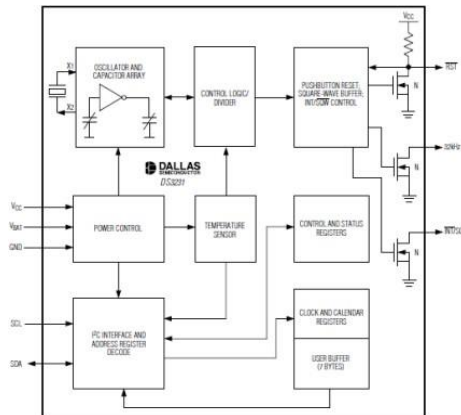 VCC
X1
OSCILLATOR AND
CAPACITOR ARRAY
X2
CONTROL LOGIC/
DIVIDER
PUSHBUTTON RESET;
SQUARE-WAVE BUFFER;
INT/SQW CONTROL
RST
N
32kHz
N
DALLAS
SEMICONDUCTOR
DS3231
VCC
VBAT
GND
POWER CONTROL
TEMPERATURE
SENSOR
CONTROL AND STATUS
REGISTERS
N
SCL
SDA
I²C INTERFACE AND
ADDRESS REGISTER
DECODE
CLOCK AND CALENDAR
REGISTERS
USER BUFFER
(7 BYTES)